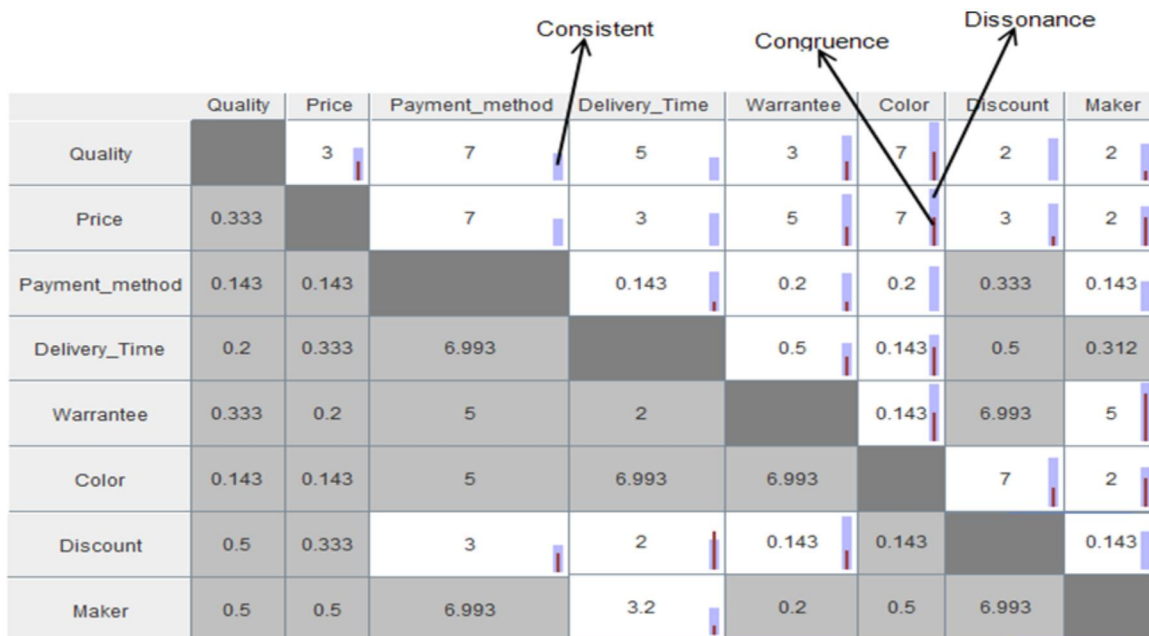 Dissonance
Consistent
Congruence
Quality Price Payment_method Delivery_Time Warrantee Color Discount Maker
Quality 3 7 5 3 7 2 2
Price 0.333 7 3 5 7 3 2
Payment_method 0.143 0.143 0.143 0.2 0.2 0.333 0.143
Delivery_Time 0.2 0.333 6.993 0.5 0.143 0.5 0.312
Warrantee 0.333 0.2 5 2 0.143 6.993 5
Color 0.143 0.143 5 6.993 6.993 7 2
Discount 0.5 0.333 3 2 0.143 0.143 0.143
Maker 0.5 0.5 6.993 3.2 0.2 0.5 6.993